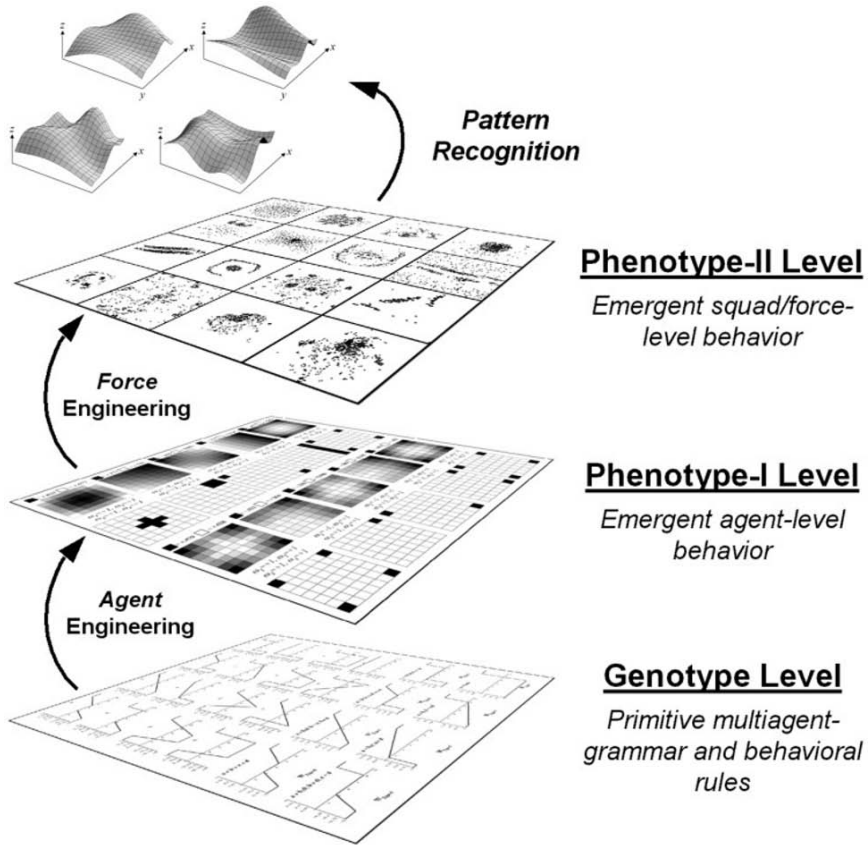 z
x
y
z
x
y
z
x
z
x
Pattern
Recognition
Phenotype-II Level
Emergent squad/force-
level behavior
Force
Engineering
Phenotype-I Level
Emergent agent-level
behavior
Agent
Engineering
Genotype Level
Primitive multiagent-
grammar and behavioral
rules